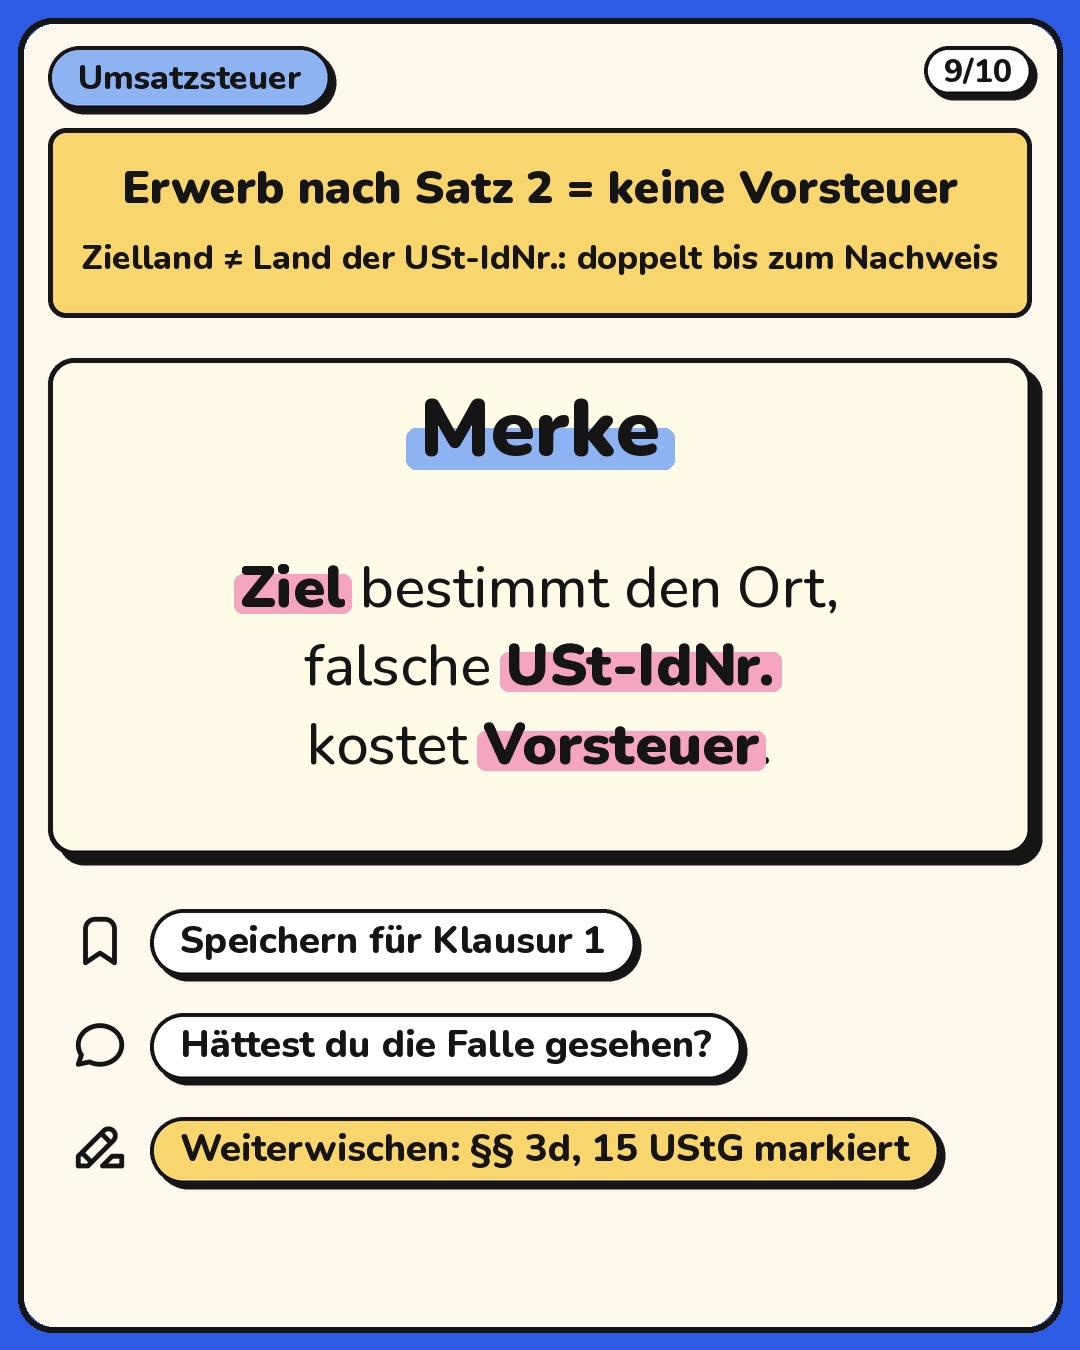 Umsatzsteuer
9/10
Erwerb nach Satz 2 = keine Vorsteuer
Zielland ≠ Land der USt-IdNr.: doppelt bis zum Nachweis
Merke
Ziel bestimmt den Ort,
falsche USt-IdNr.
kostet Vorsteuer.
Speichern für Klausur 1
Hättest du die Falle gesehen?
Weiterwischen: §§ 3d, 15 UStG markiert